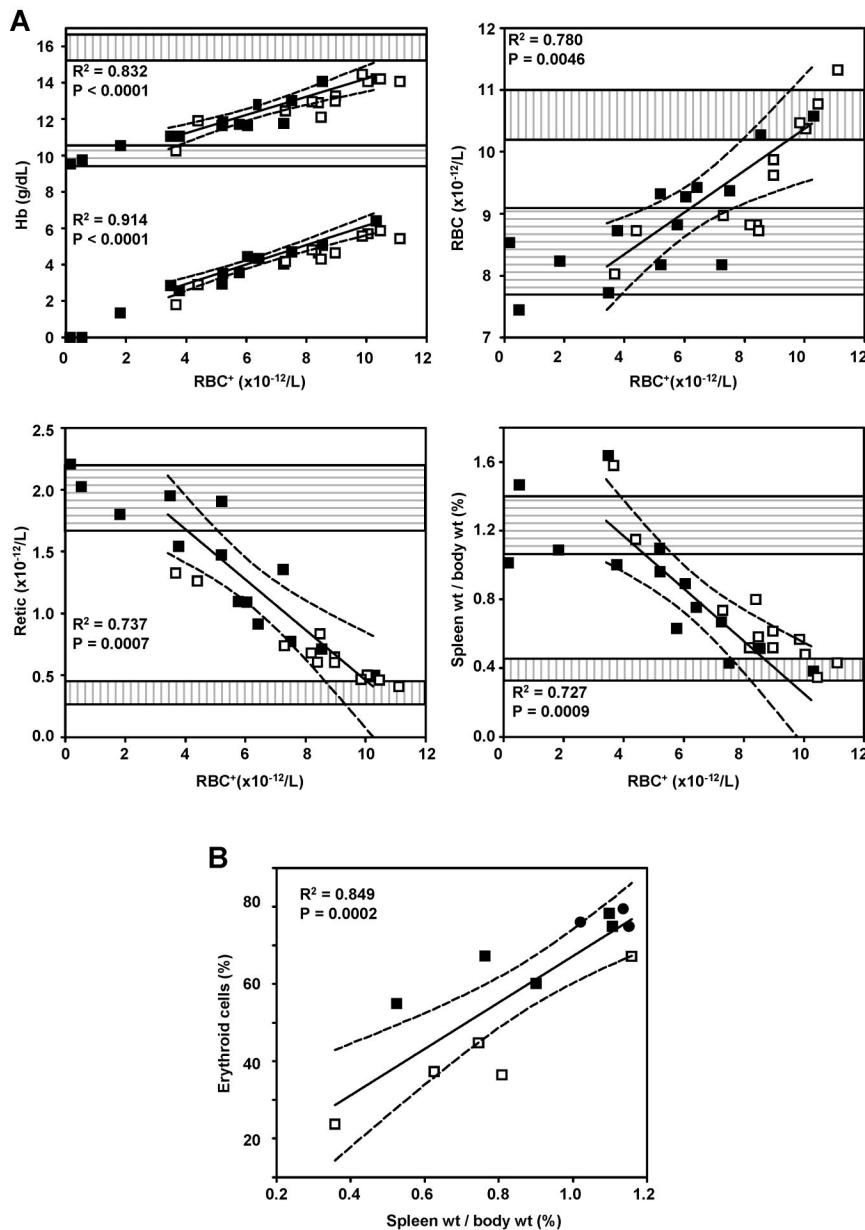 A
R² = 0.832
P < 0.0001
R² = 0.914
P < 0.0001
Hb (g/dL)
16
14
12
10
8
6
4
2
0
0 2 4 6 8 10 12
RBC⁺ (x10⁻¹²/L)
R² = 0.780
P = 0.0046
RBC (x10⁻¹²/L)
12
11
10
9
8
7
0 2 4 6 8 10 12
RBC⁺ (x10⁻¹²/L)
R² = 0.737
P = 0.0007
Retic (x10⁻¹²/L)
2.5
2.0
1.5
1.0
0.5
0.0
0 2 4 6 8 10 12
RBC⁺(x10⁻¹²/L)
R² = 0.727
P = 0.0009
Spleen wt / body wt (%)
1.6
1.2
0.8
0.4
0.0
0 2 4 6 8 10 12
RBC⁺ (x10⁻¹²/L)
B
R² = 0.849
P = 0.0002
Erythroid cells (%)
80
60
40
20
0.2 0.4 0.6 0.8 1.0 1.2
Spleen wt / body wt (%)